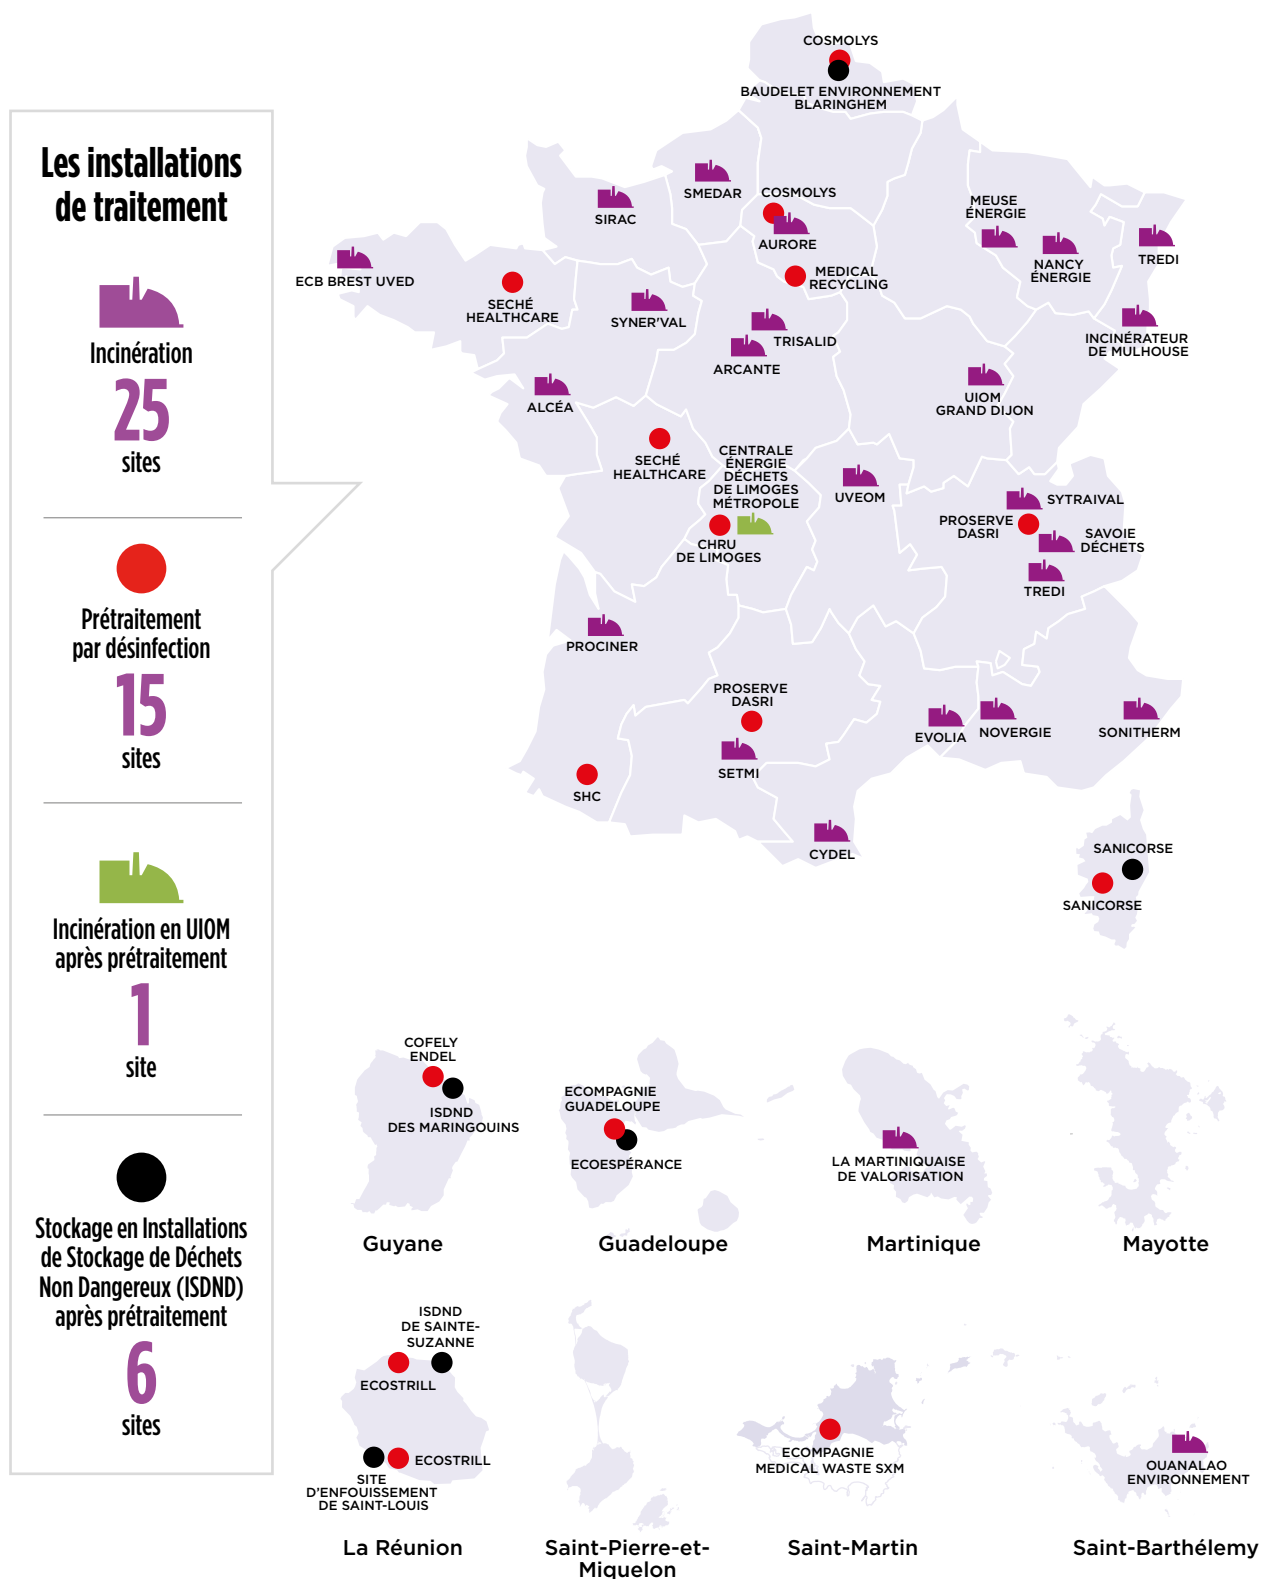 Les installations
de traitement
Incinération
25
sites
Prétraitement
par désinfection
15
sites
Incinération en UIOM
après prétraitement
1
site
Stockage en Installations
de Stockage de Déchets
Non Dangereux (ISDND)
après prétraitement
6
sites
COSMOLYS
BAUDELET ENVIRONNEMENT
BLARINGHEM
SMEDAR
COSMOLYS
AURORE
SIRAC
MEUSE
ÉNERGIE
NANCY
ÉNERGIE
TREDI
ECB BREST UVED
SECHÉ
HEALTHCARE
MEDICAL
RECYCLING
SYNER'VAL
TRISALID
ARCANTE
INCINÉRATEUR
DE MULHOUSE
ALCÉA
UIOM
GRAND DIJON
SECHÉ
HEALTHCARE
CENTRALE
ÉNERGIE
DÉCHETS
DE LIMOGES
MÉTROPOLE
CHRU
DE LIMOGES
UVEOM
SYTRAIVAL
PROSERVE
DASRI
SAVOIE
DÉCHETS
TREDI
PROCINER
PROSERVE
DASRI
SETMI
EVOLIA
NOVERGIE
SONITHERM
SHC
CYDEL
SANICORSE
SANICORSE
COFELY
ENDEL
ISDND
DES MARINGOUINS
Guyane
ECOMPAGNIE
GUADELOUPE
ECOESPÉRANCE
Guadeloupe
LA MARTINIQUAISE
DE VALORISATION
Martinique
Mayotte
ISDND
DE SAINTE-
SUZANNE
ECOSTRILL
ECOSTRILL
SITE
D'ENFOUISSEMENT
DE SAINT-LOUIS
La Réunion
Saint-Pierre-et-
Miquelon
ECOMPAGNIE
MEDICAL WASTE SXM
Saint-Martin
OUANALAO
ENVIRONNEMENT
Saint-Barthélemy